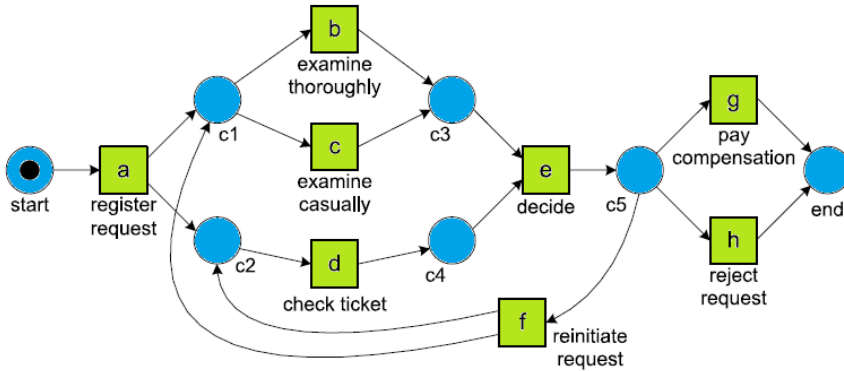 b
examine
thoroughly
g
pay
compensation
c1
c3
a
c
e
start
register
request
examine
casually
decide
c5
end
c2
d
c4
h
check ticket
reject
request
f
reinitiate
request